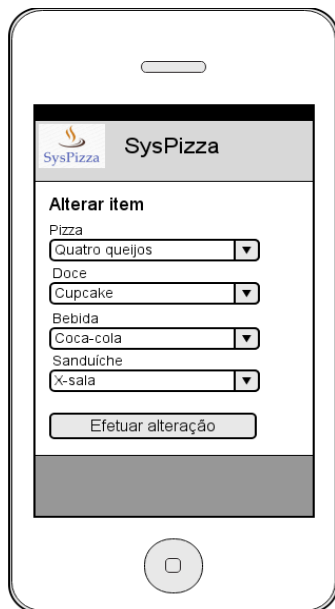 SysPizza
SysPizza
Alterar item
Pizza
Quatro queijos
Doce
Cupcake
Bebida
Coca-cola
Sanduíche
X-sala
Efetuar alteração